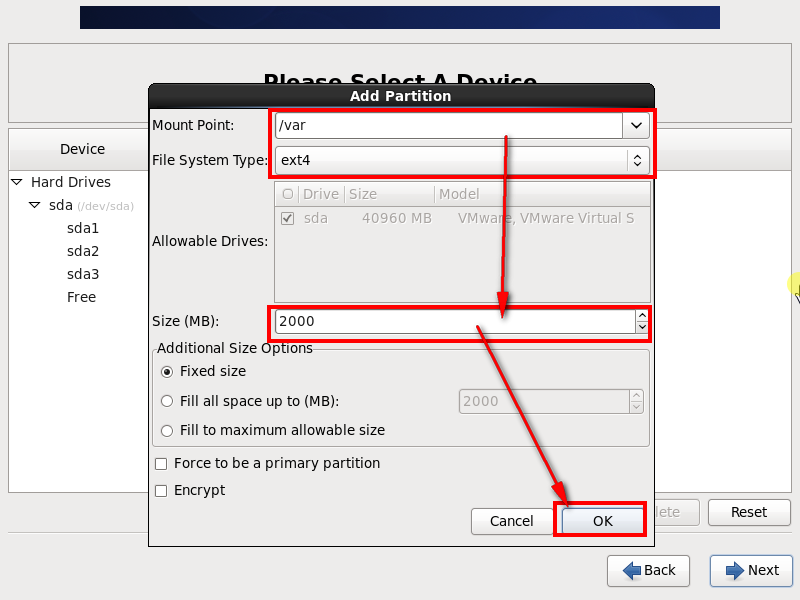 Please Select A Device
Add Partition
Mount Point: /var
File System Type: ext4
Device
Drive Size Model
Hard Drives
sda (/dev/sda)
sda 40960 MB VMware, VMware Virtual S
sda1
Allowable Drives:
sda2
sda3
Free
Size (MB): 2000
Additional Size Options
Fixed size
Fill all space up to (MB): 2000
Fill to maximum allowable size
Force to be a primary partition
Encrypt
Cancel OK Reset
Back Next